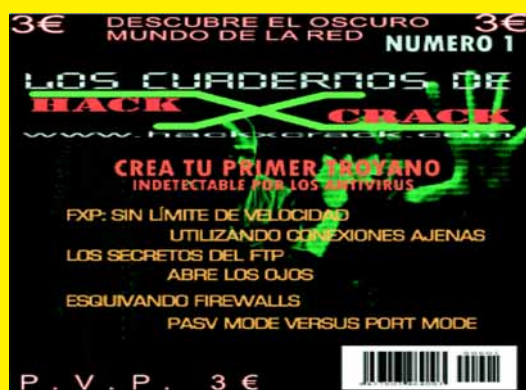 3€ DESCUBRE EL OSCURO 3€
MUNDO DE LA RED
NUMERO 1
LOS CUADERNOS DE
HACK X CRACK
www.hackxcrack.com
CREA TU PRIMER TROYANO
INDETECTABLE POR LOS ANTIVIRUS
FXP: SIN LÍMITE DE VELOCIDAD
UTILIZANDO CONEXIONES AJENAS
LOS SECRETOS DEL FTP
ABRE LOS OJOS
ESQUIVANDO FIREWALLS
PASV MODE VERSUS PORT MODE
P.V.P. 3€